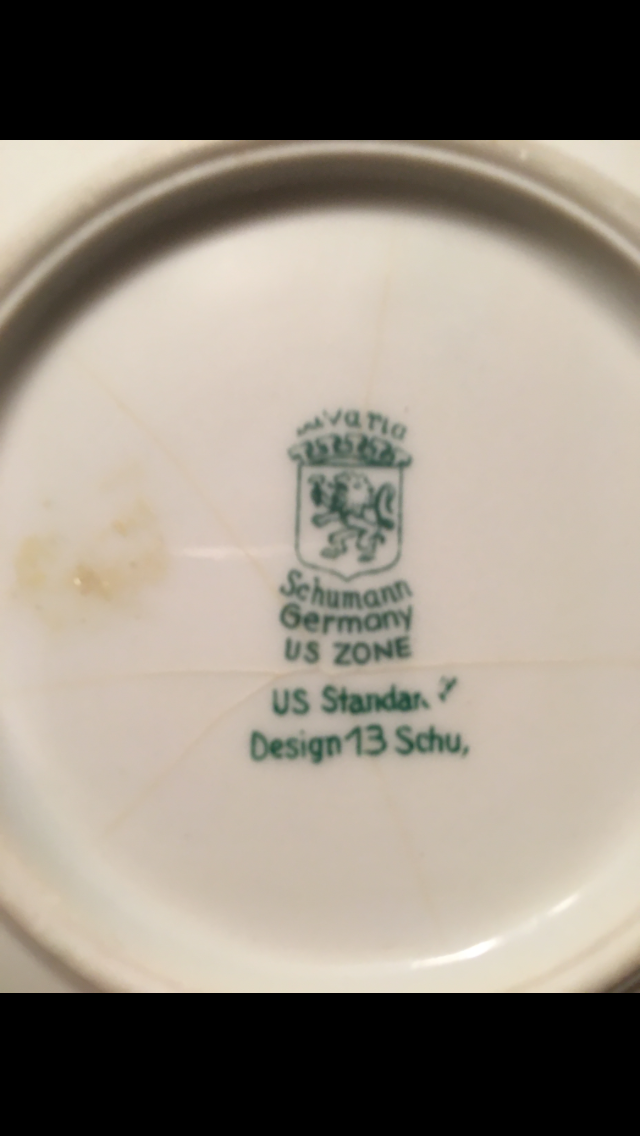 Schumann
Germany
US ZONE
US Standar
Design 13 Schu,